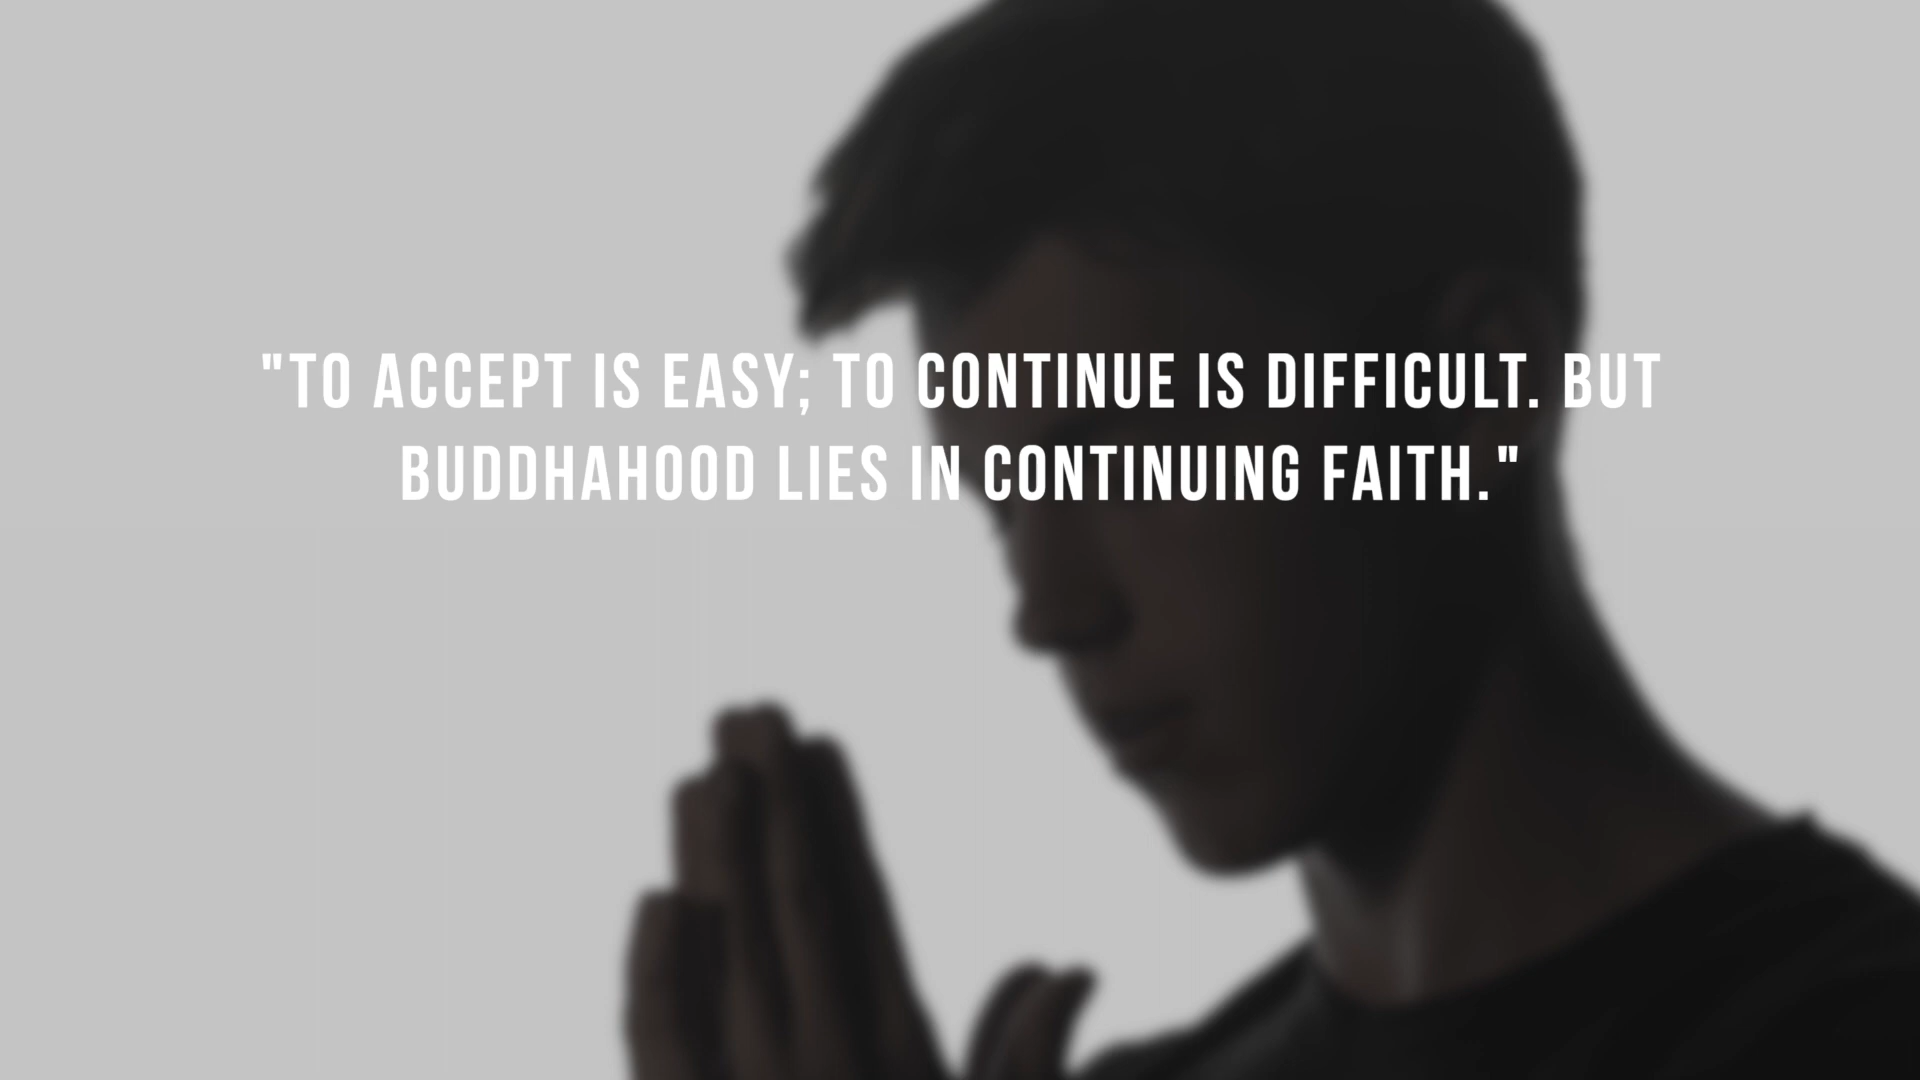 "TO ACCEPT IS EASY; TO CONTINUE IS DIFFICULT. BUT
BUDDHAHOOD LIES IN CONTINUING FAITH."